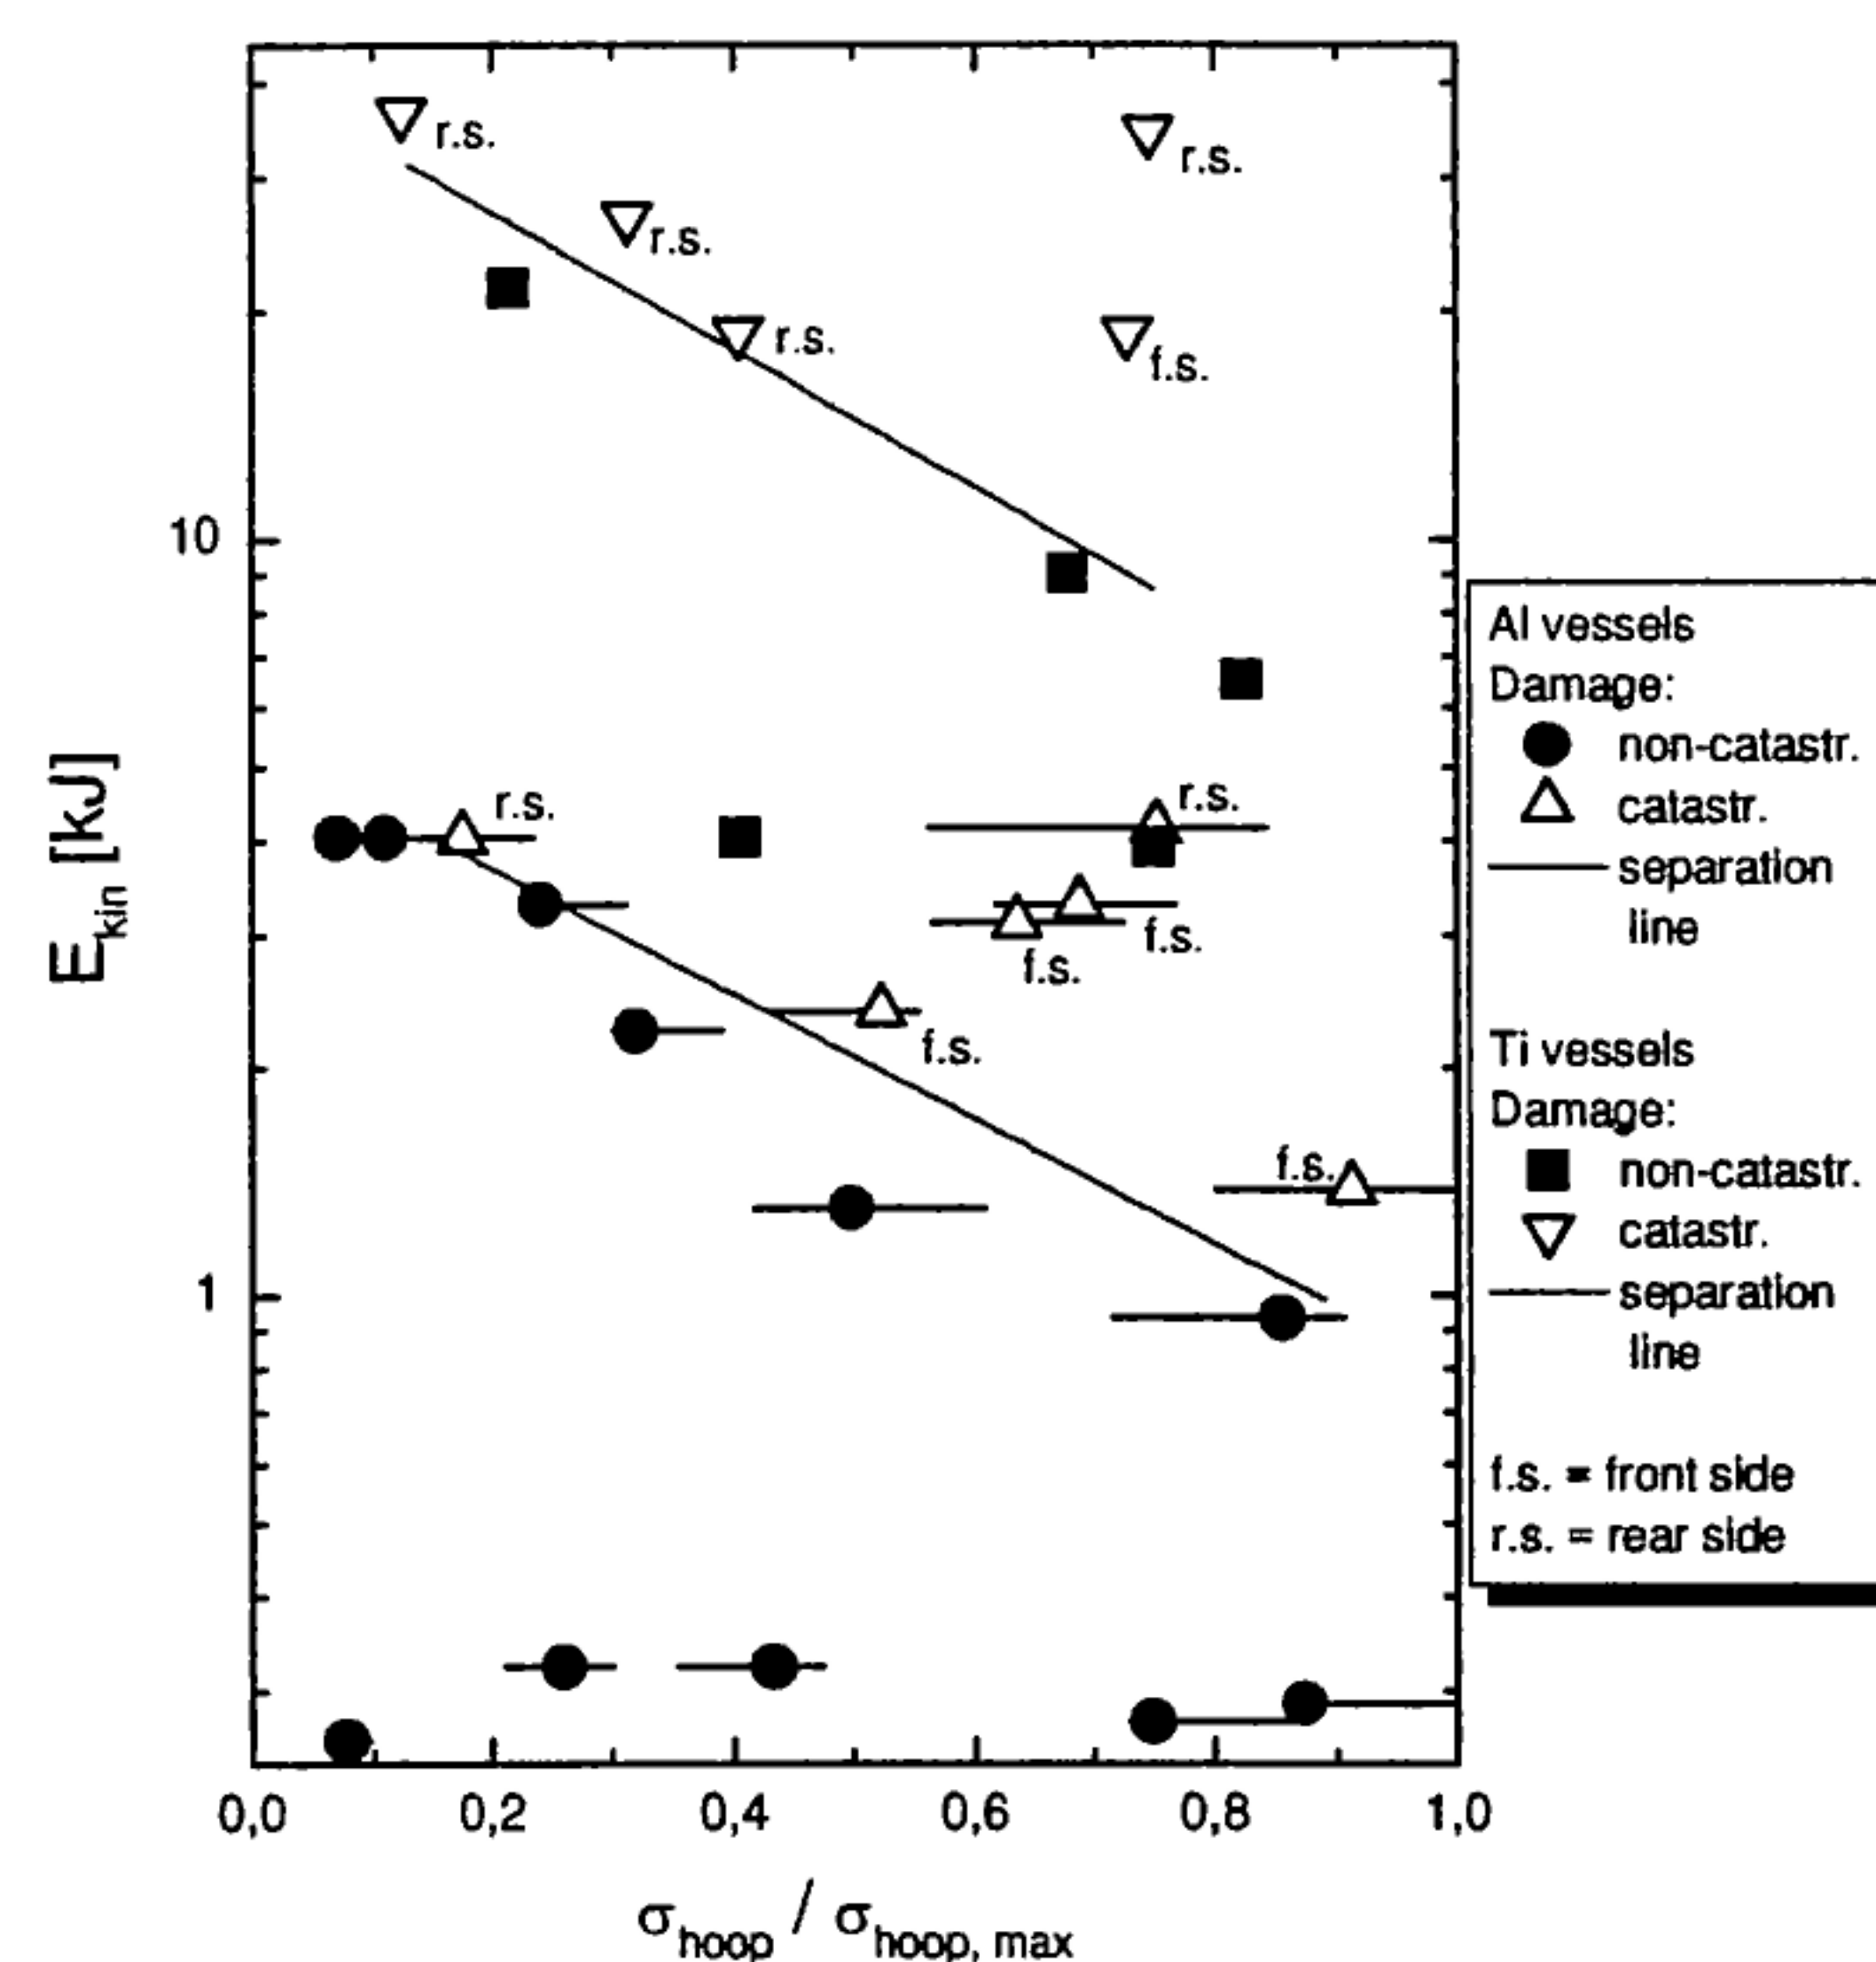 r.s.
r.s.
r.s.
r.s.
f.s.
10
E_kin [kJ]
r.s.
r.s.
f.s.
f.s.
f.s.
f.s.
1
0,0 0,2 0,4 0,6 0,8 1,0
σ_hoop / σ_hoop, max
Al vessels
Damage:
non-catastr.
catastr.
separation
line
Ti vessels
Damage:
non-catastr.
catastr.
separation
line
f.s. = front side
r.s. = rear side